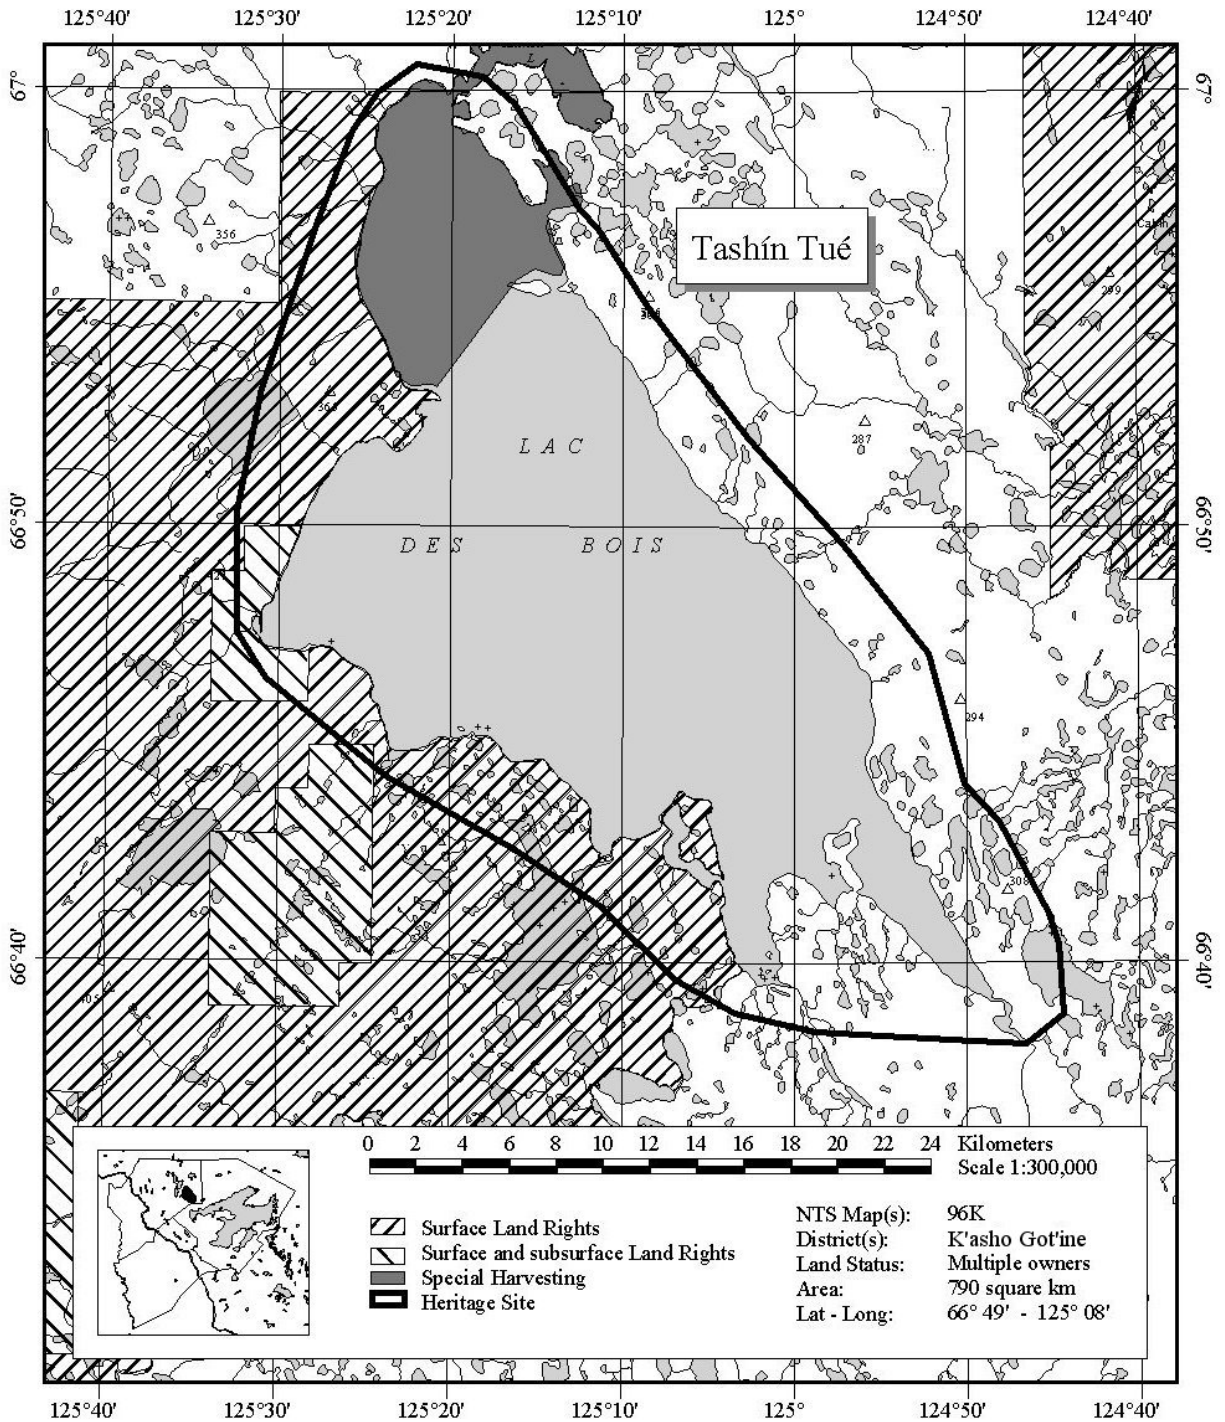 125°40' 125°30' 125°20' 125°10' 125° 124°50' 124°40'
67° 67°
Tashín Tué
356
299
287
LAC
66°50' 66°50'
DES BOIS
294
308
66°40' 66°40'
0 2 4 6 8 10 12 14 16 18 20 22 24 Kilometers
Scale 1:300,000
Surface Land Rights
Surface and subsurface Land Rights
Special Harvesting
Heritage Site
NTS Map(s): 96K
District(s): K'asho Got'ine
Land Status: Multiple owners
Area: 790 square km
Lat - Long: 66° 49' - 125° 08'
125°40' 125°30' 125°20' 125°10' 125° 124°50' 124°40'